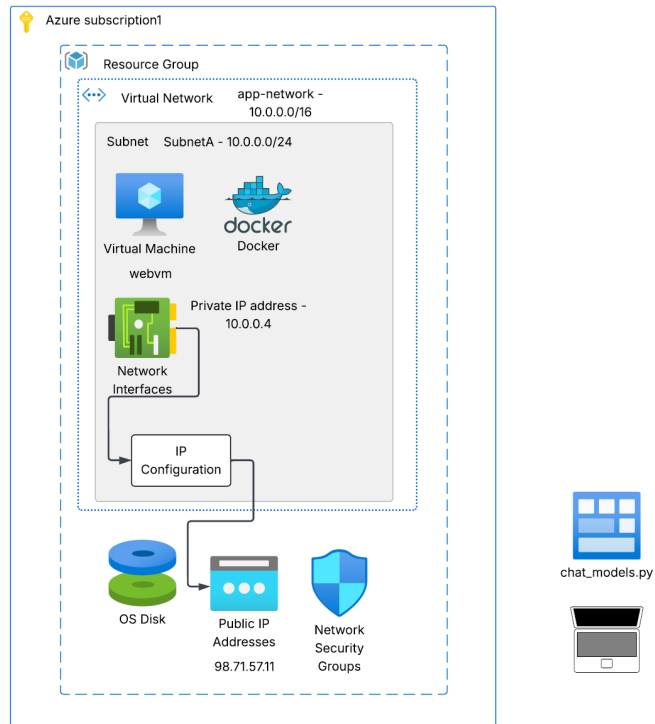 Azure subscription1
Resource Group
Virtual Network
app-network -
10.0.0.0/16
Subnet SubnetA - 10.0.0.0/24
docker
Virtual Machine
Docker
webvm
Private IP address -
10.0.0.4
Network
Interfaces
IP
Configuration
chat_models.py
OS Disk
Public IP
Addresses
98.71.57.11
Network
Security
Groups